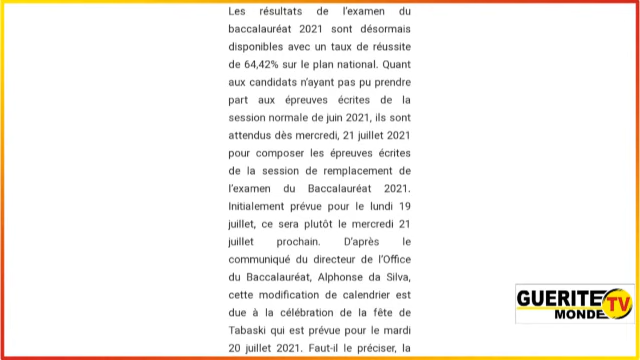 Les résultats de l'examen du
baccalauréat 2021 sont désormais
disponibles avec un taux de réussite
de 64,42% sur le plan national. Quant
aux candidats n'ayant pas pu prendre
part aux épreuves écrites de la
session normale de juin 2021, ils sont
attendus dès mercredi, 21 juillet 2021
pour composer les épreuves écrites
de la session de remplacement de
l'examen du Baccalauréat 2021.
Initialement prévue pour le lundi 19
juillet, ce sera plutôt le mercredi 21
juillet prochain. D'après le
communiqué du directeur de l'Office
du Baccalauréat, Alphonse da Silva,
cette modification de calendrier est
due à la célébration de la fête de
Tabaski qui est prévue pour le mardi
20 juillet 2021. Faut-il le préciser, la
GUERITE TV
MONDE